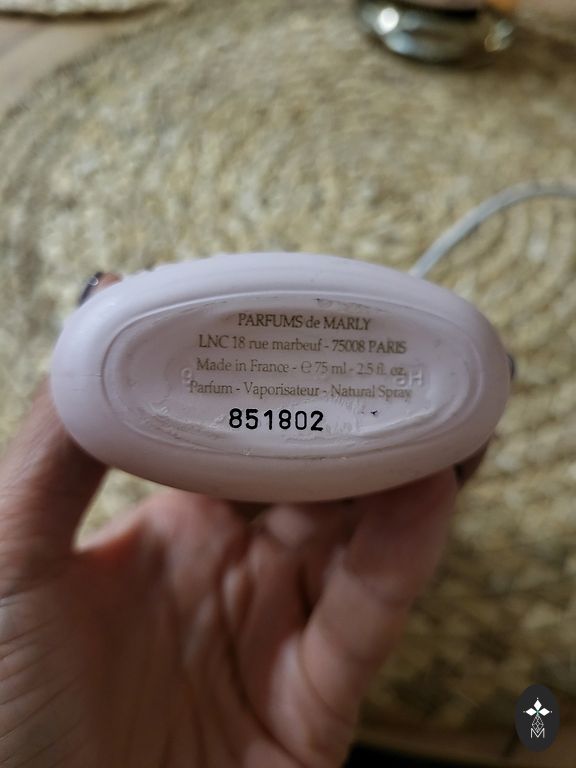 PARFUMS de MARLY
LNC 18 rue marbeuf - 75008 PARIS
Made in France - ℮ 75 ml - 2.5 fl. oz.
Parfum - Vaporisateur - Natural Spray
851802